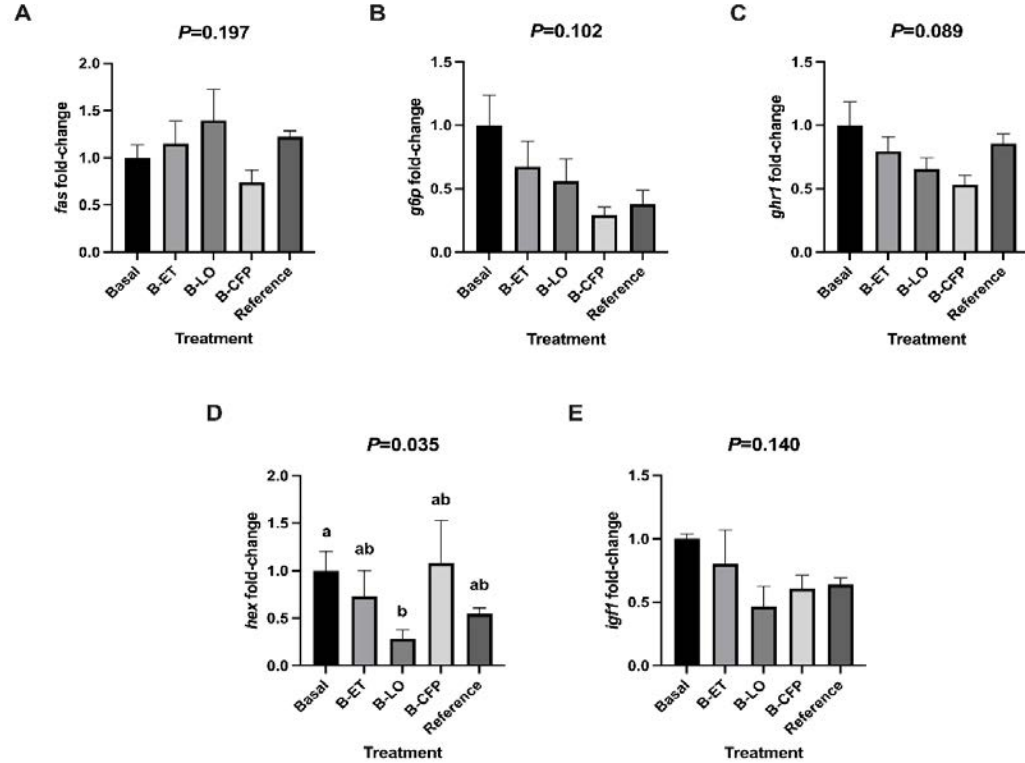 A
P=0.197
fas fold-change
2.0
1.5
1.0
0.5
0.0
Basal
B-ET
B-LO
B-CFP
Reference
Treatment
B
P=0.102
g6p fold-change
1.5
1.0
0.5
0.0
Basal
B-ET
B-LO
B-CFP
Reference
Treatment
C
P=0.089
ghr1 fold-change
1.5
1.0
0.5
0.0
Basal
B-ET
B-LO
B-CFP
Reference
Treatment
D
P=0.035
hex fold-change
2.0
1.5
1.0
0.5
0.0
a
ab
b
ab
ab
Basal
B-ET
B-LO
B-CFP
Reference
Treatment
E
P=0.140
igf1 fold-change
1.5
1.0
0.5
0.0
Basal
B-ET
B-LO
B-CFP
Reference
Treatment